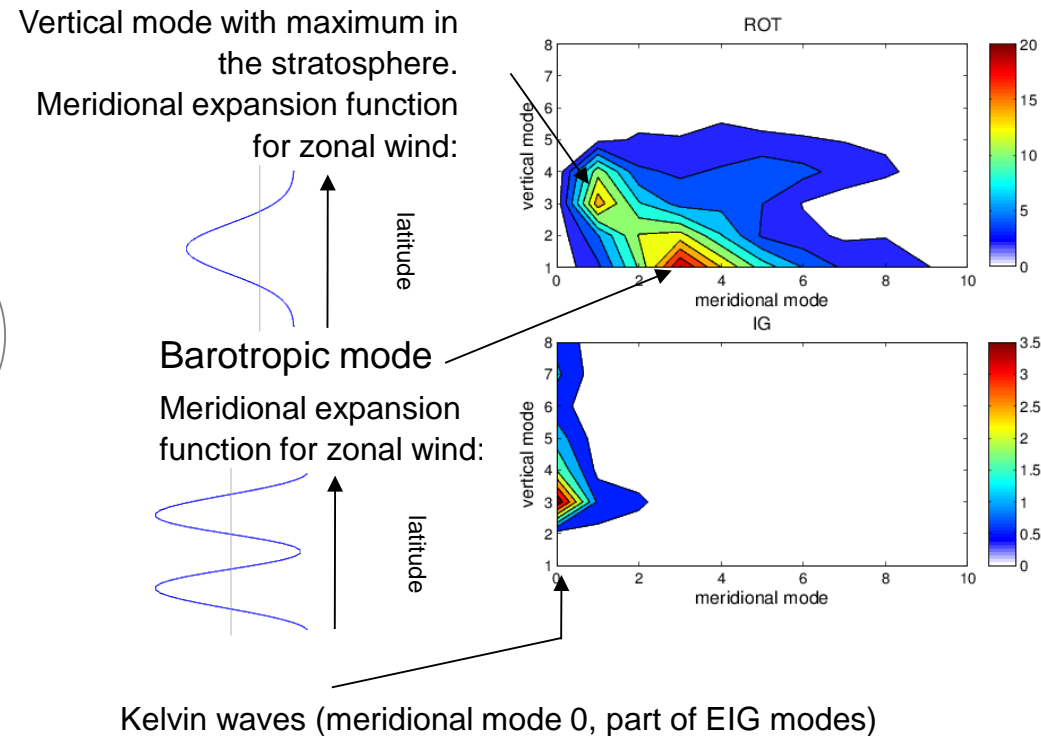 Vertical mode with maximum in
the stratosphere.
Meridional expansion function
for zonal wind:
latitude
Barotropic mode
Meridional expansion
function for zonal wind:
latitude
ROT
8
7
6
5
4
3
2
1
vertical mode
0 2 4 6 8 10
meridional mode
20
15
10
5
0
IG
8
7
6
5
4
3
2
1
vertical mode
0 2 4 6 8 10
meridional mode
3.5
3
2.5
2
1.5
1
0.5
0
Kelvin waves (meridional mode 0, part of EIG modes)